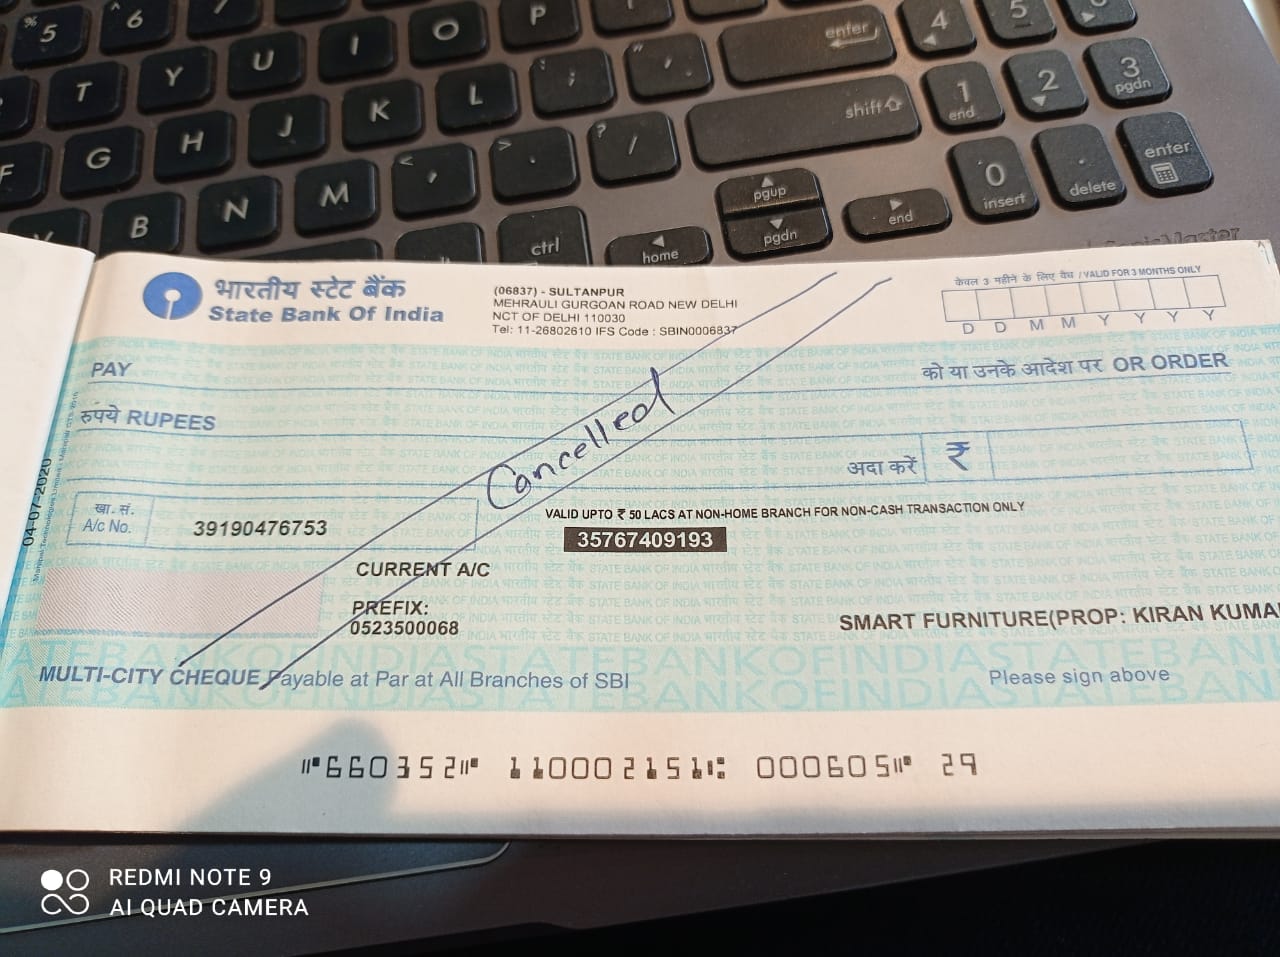 % 5 ^ 6 7 P 4 5
T Y U I O enter
F G H J K L : ; " ' shift 1 end 2 3 pgdn
V B N M < , > . ? / pgup 0 insert . delete enter
ctrl home pgdn end
भारतीय स्टेट बैंक
State Bank Of India
(06837) - SULTANPUR
MEHRAULI GURGOAN ROAD NEW DELHI
NCT OF DELHI 110030
Tel: 11-26802610 IFS Code : SBIN0006837
केवल 3 महीने के लिए वैध / VALID FOR 3 MONTHS ONLY
D D M M Y Y Y Y
PAY
को या उनके आदेश पर OR ORDER
रुपये RUPEES
Cancelled
अदा करें ₹
04-07-2020
खा. सं.
A/c No. 39190476753
VALID UPTO ₹ 50 LACS AT NON-HOME BRANCH FOR NON-CASH TRANSACTION ONLY
35767409193
CURRENT A/C
PREFIX:
0523500068
SMART FURNITURE(PROP: KIRAN KUMA
MULTI-CITY CHEQUE Payable at Par at All Branches of SBI
Please sign above
⑈660352⑈ 110002151⑆ 000605⑈ 29
REDMI NOTE 9
AI QUAD CAMERA